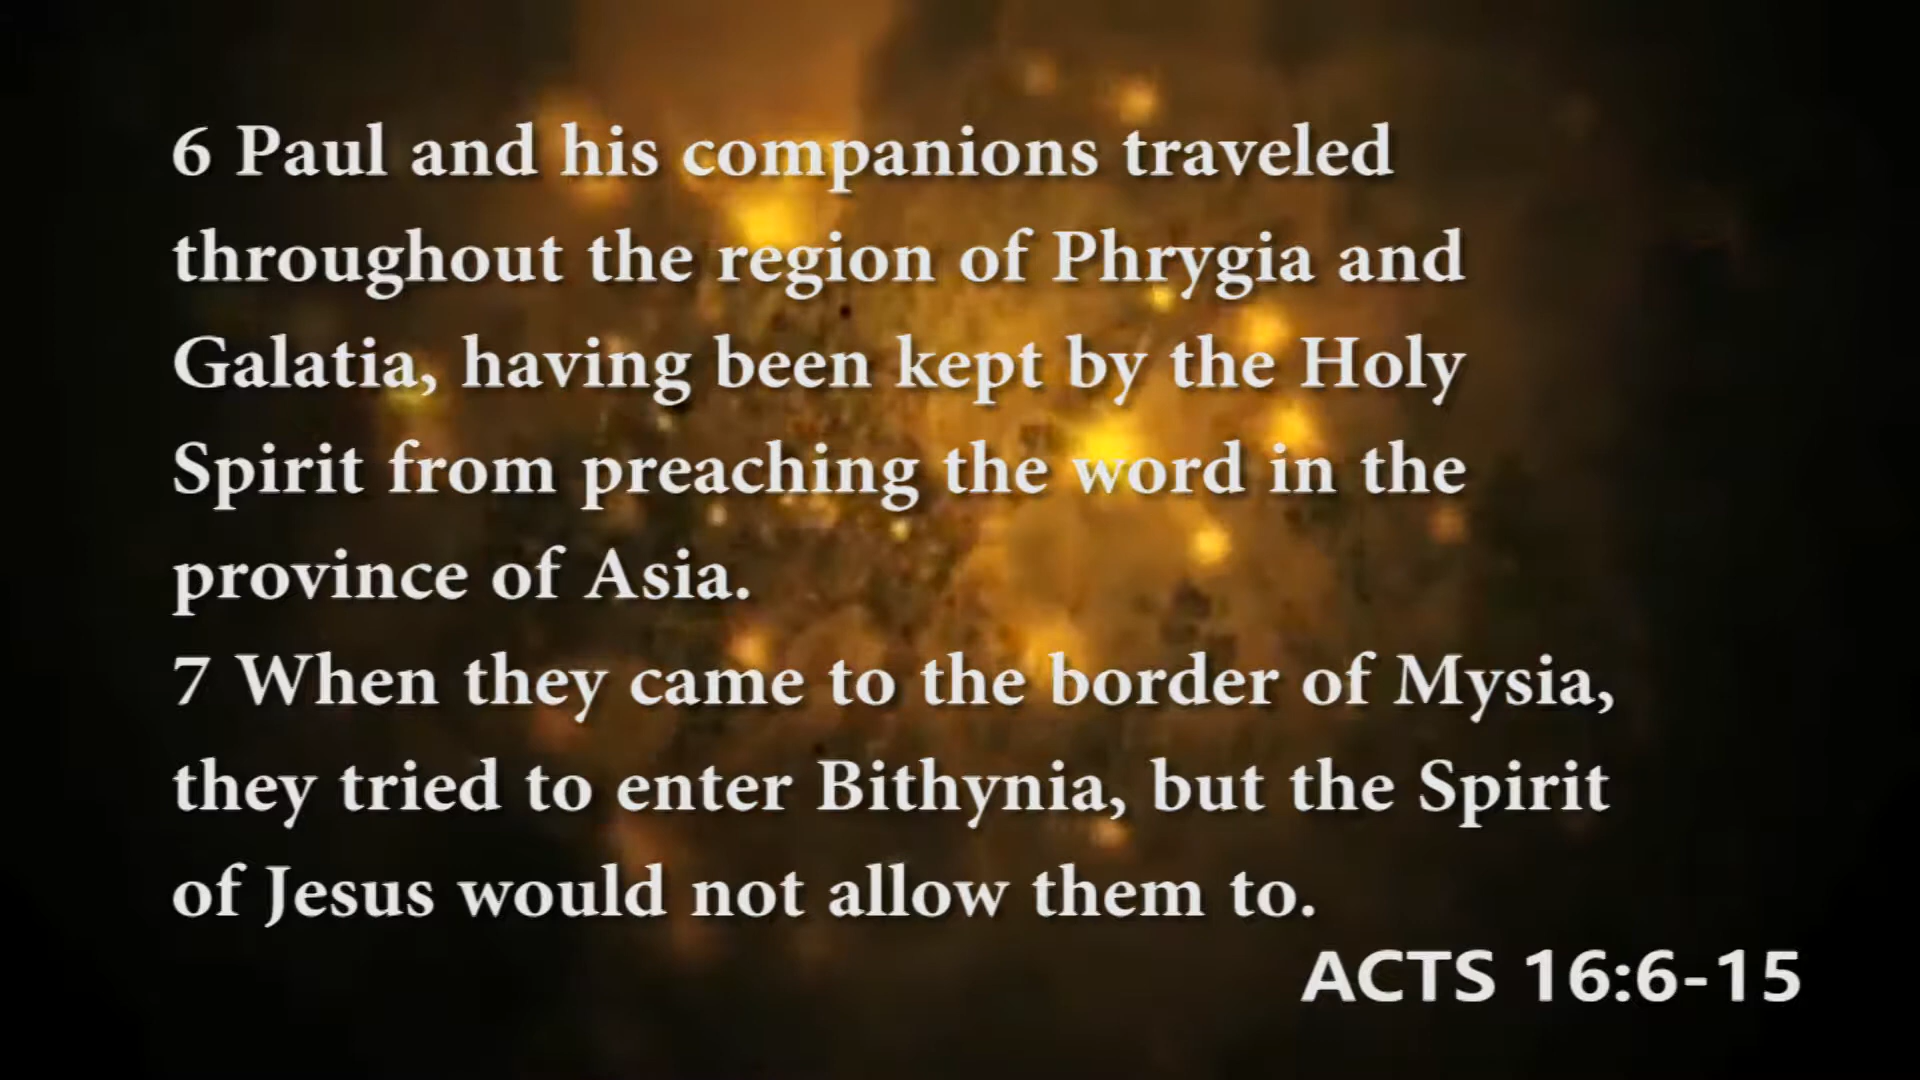 6 Paul and his companions traveled
throughout the region of Phrygia and
Galatia, having been kept by the Holy
Spirit from preaching the word in the
province of Asia.
7 When they came to the border of Mysia,
they tried to enter Bithynia, but the Spirit
of Jesus would not allow them to.
ACTS 16:6-15